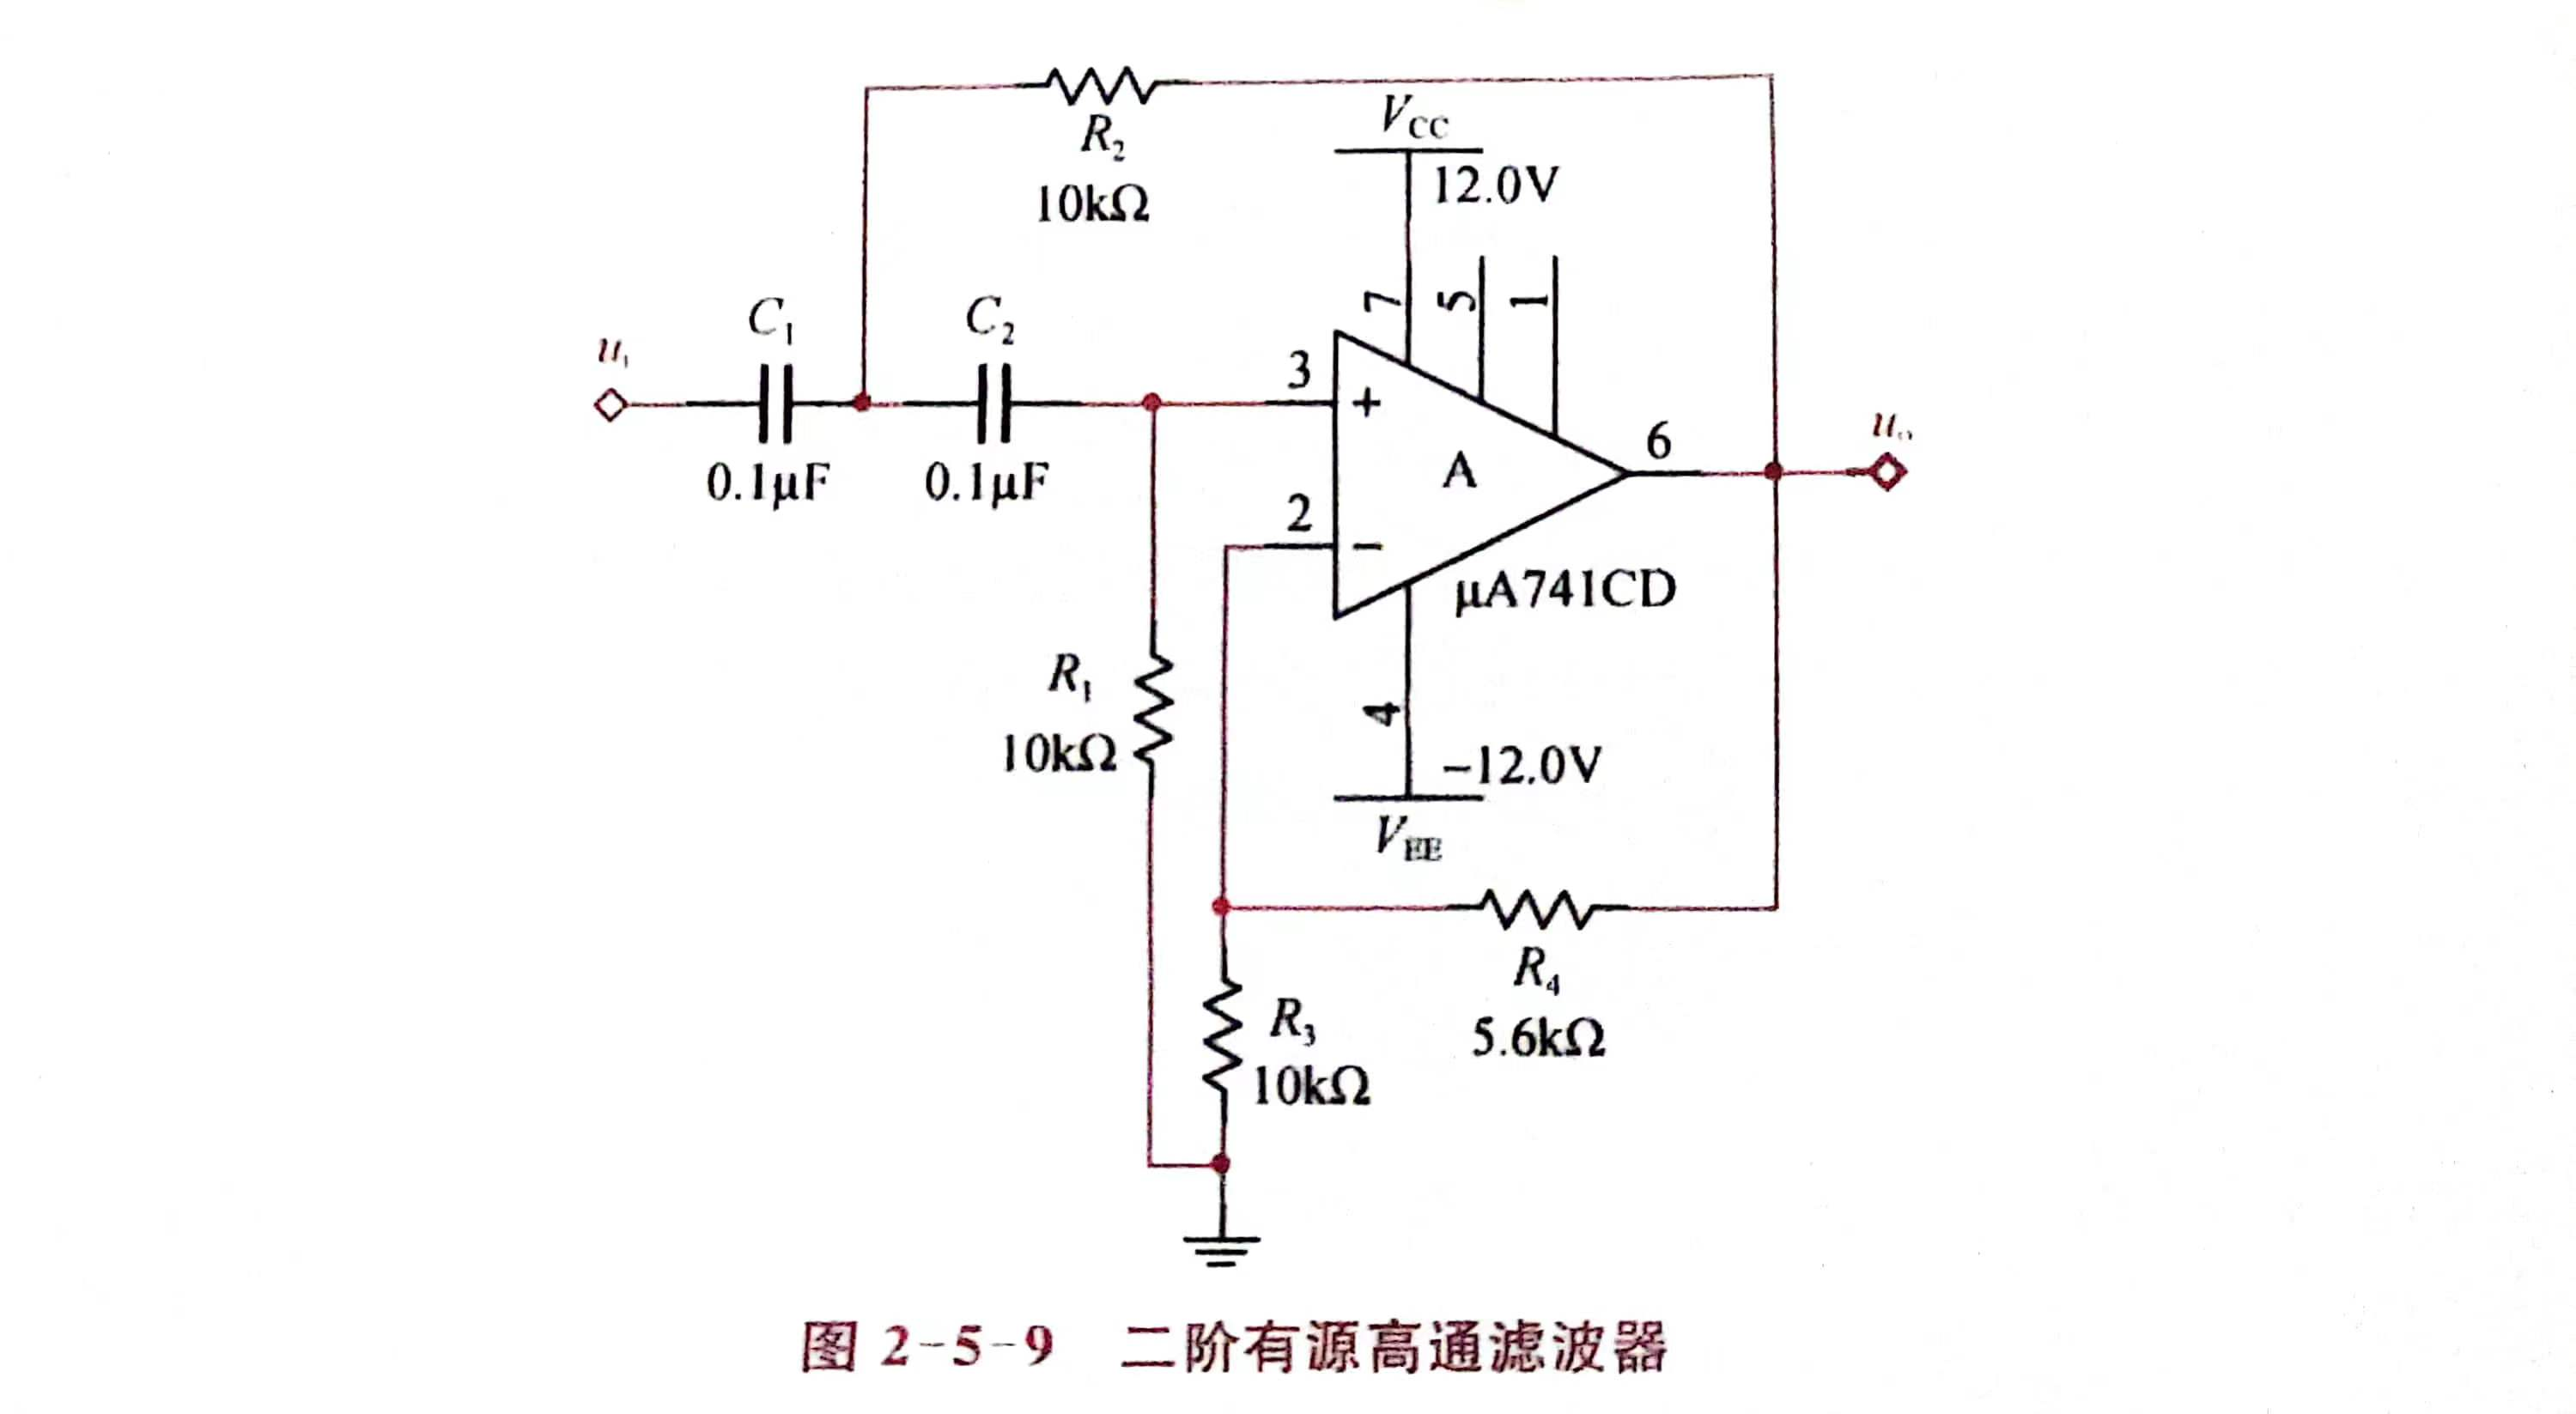 R₂
10kΩ
V_CC
12.0V
7
5
1
C₁
C₂
u_i
3
+
0.1μF
0.1μF
A
6
u_o
2
−
μA741CD
R₁
10kΩ
4
−12.0V
V_EE
R₄
5.6kΩ
R₃
10kΩ
图 2-5-9 二阶有源高通滤波器